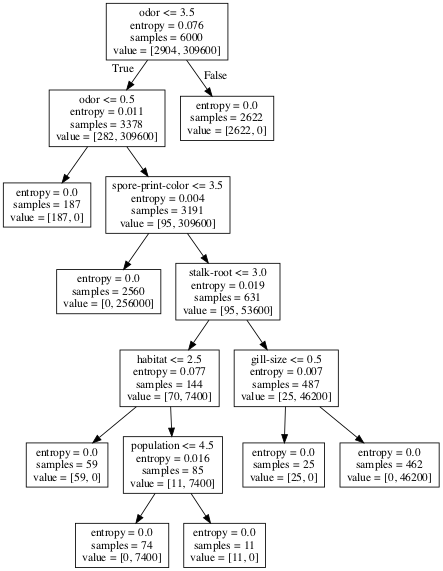 odor <= 3.5
entropy = 0.076
samples = 6000
value = [2904, 309600]
True
False
odor <= 0.5
entropy = 0.011
samples = 3378
value = [282, 309600]
entropy = 0.0
samples = 2622
value = [2622, 0]
entropy = 0.0
samples = 187
value = [187, 0]
spore-print-color <= 3.5
entropy = 0.004
samples = 3191
value = [95, 309600]
entropy = 0.0
samples = 2560
value = [0, 256000]
stalk-root <= 3.0
entropy = 0.019
samples = 631
value = [95, 53600]
habitat <= 2.5
entropy = 0.077
samples = 144
value = [70, 7400]
gill-size <= 0.5
entropy = 0.007
samples = 487
value = [25, 46200]
entropy = 0.0
samples = 59
value = [59, 0]
population <= 4.5
entropy = 0.016
samples = 85
value = [11, 7400]
entropy = 0.0
samples = 25
value = [25, 0]
entropy = 0.0
samples = 462
value = [0, 46200]
entropy = 0.0
samples = 74
value = [0, 7400]
entropy = 0.0
samples = 11
value = [11, 0]